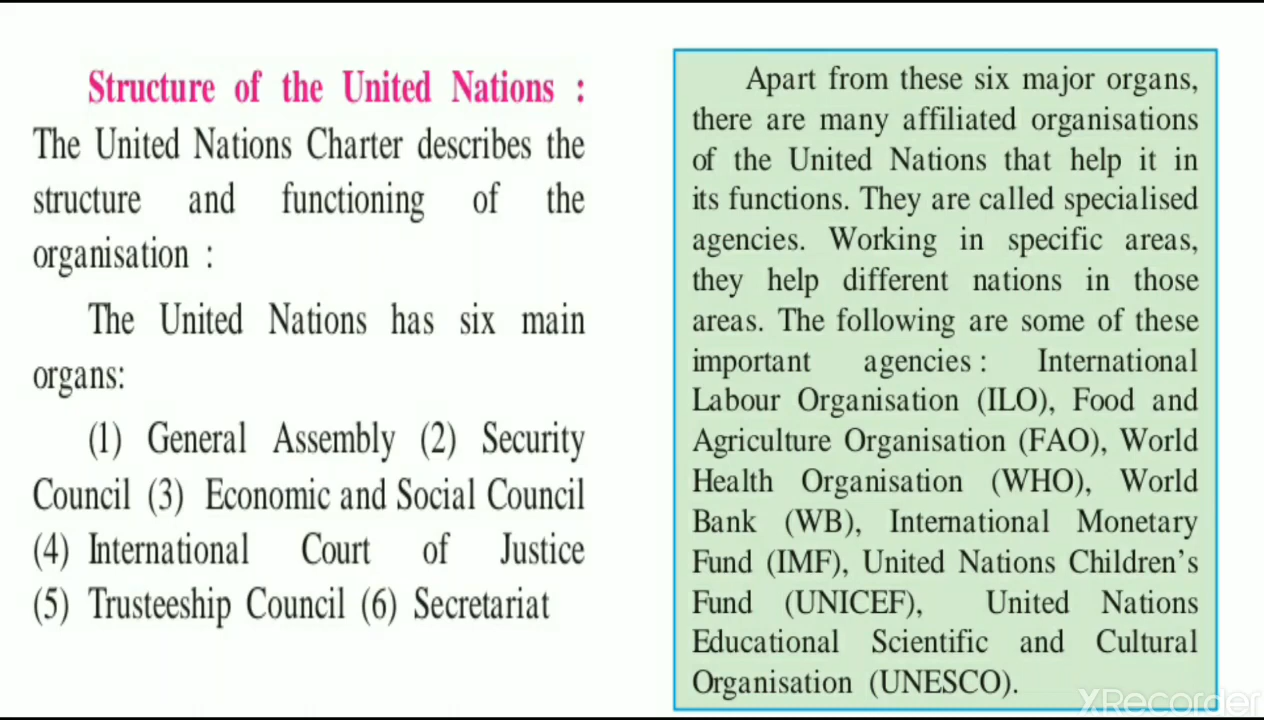 Structure of the United Nations :
The United Nations Charter describes the
structure and functioning of the
organisation :
The United Nations has six main
organs:
(1) General Assembly (2) Security
Council (3) Economic and Social Council
(4) International Court of Justice
(5) Trusteeship Council (6) Secretariat
Apart from these six major organs,
there are many affiliated organisations
of the United Nations that help it in
its functions. They are called specialised
agencies. Working in specific areas,
they help different nations in those
areas. The following are some of these
important agencies : International
Labour Organisation (ILO), Food and
Agriculture Organisation (FAO), World
Health Organisation (WHO), World
Bank (WB), International Monetary
Fund (IMF), United Nations Children's
Fund (UNICEF), United Nations
Educational Scientific and Cultural
Organisation (UNESCO).
XRecorder